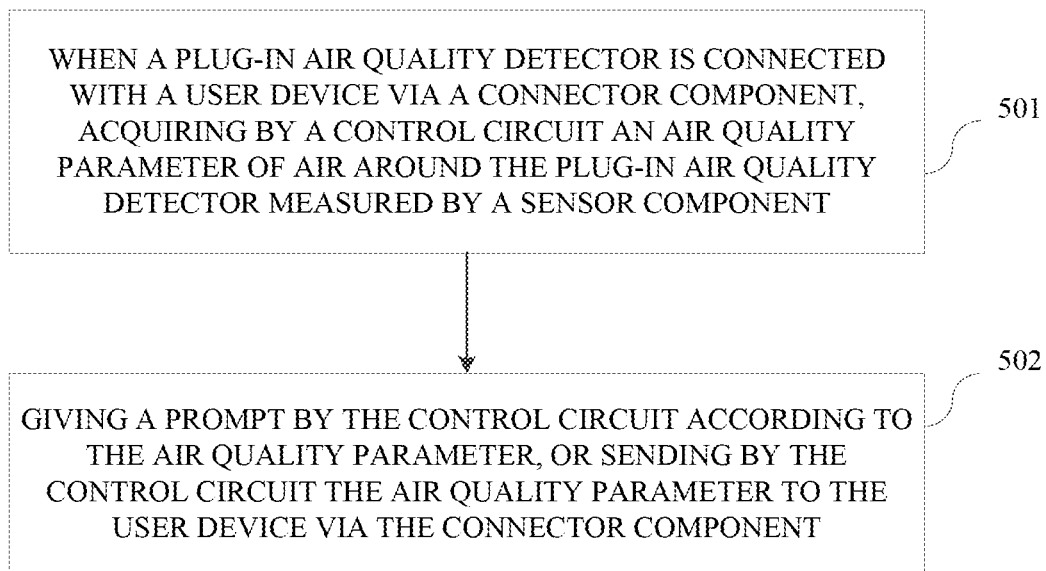 WHEN A PLUG-IN AIR QUALITY DETECTOR IS CONNECTED
WITH A USER DEVICE VIA A CONNECTOR COMPONENT,
ACQUIRING BY A CONTROL CIRCUIT AN AIR QUALITY
PARAMETER OF AIR AROUND THE PLUG-IN AIR QUALITY
DETECTOR MEASURED BY A SENSOR COMPONENT
501
502
GIVING A PROMPT BY THE CONTROL CIRCUIT ACCORDING TO
THE AIR QUALITY PARAMETER, OR SENDING BY THE
CONTROL CIRCUIT THE AIR QUALITY PARAMETER TO THE
USER DEVICE VIA THE CONNECTOR COMPONENT